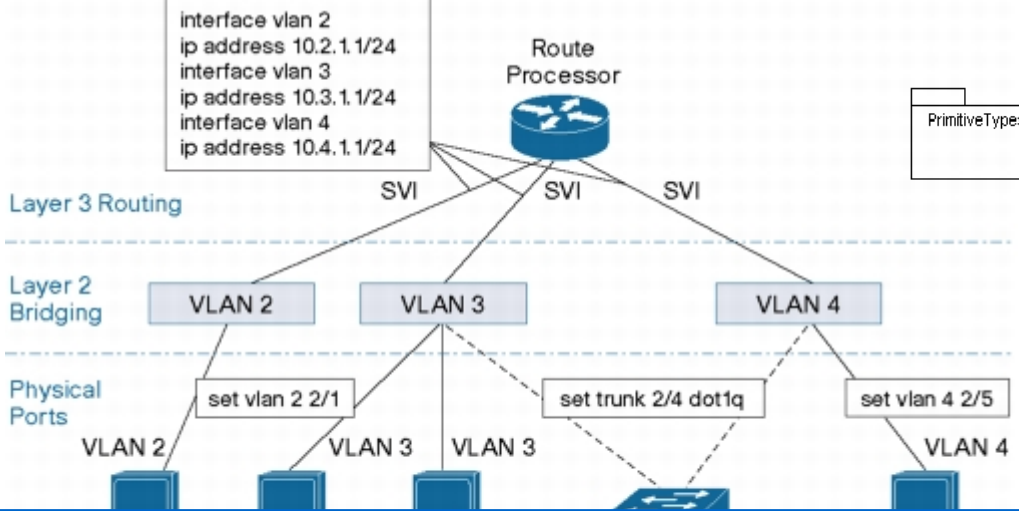 interface vlan 2
ip address 10.2.1.1/24
interface vlan 3
ip address 10.3.1.1/24
interface vlan 4
ip address 10.4.1.1/24
Route
Processor
PrimitiveTypes
SVI
SVI
SVI
Layer 3 Routing
Layer 2
Bridging
VLAN 2
VLAN 3
VLAN 4
Physical
Ports
set vlan 2 2/1
set trunk 2/4 dot1q
set vlan 4 2/5
VLAN 2
VLAN 3
VLAN 3
VLAN 4